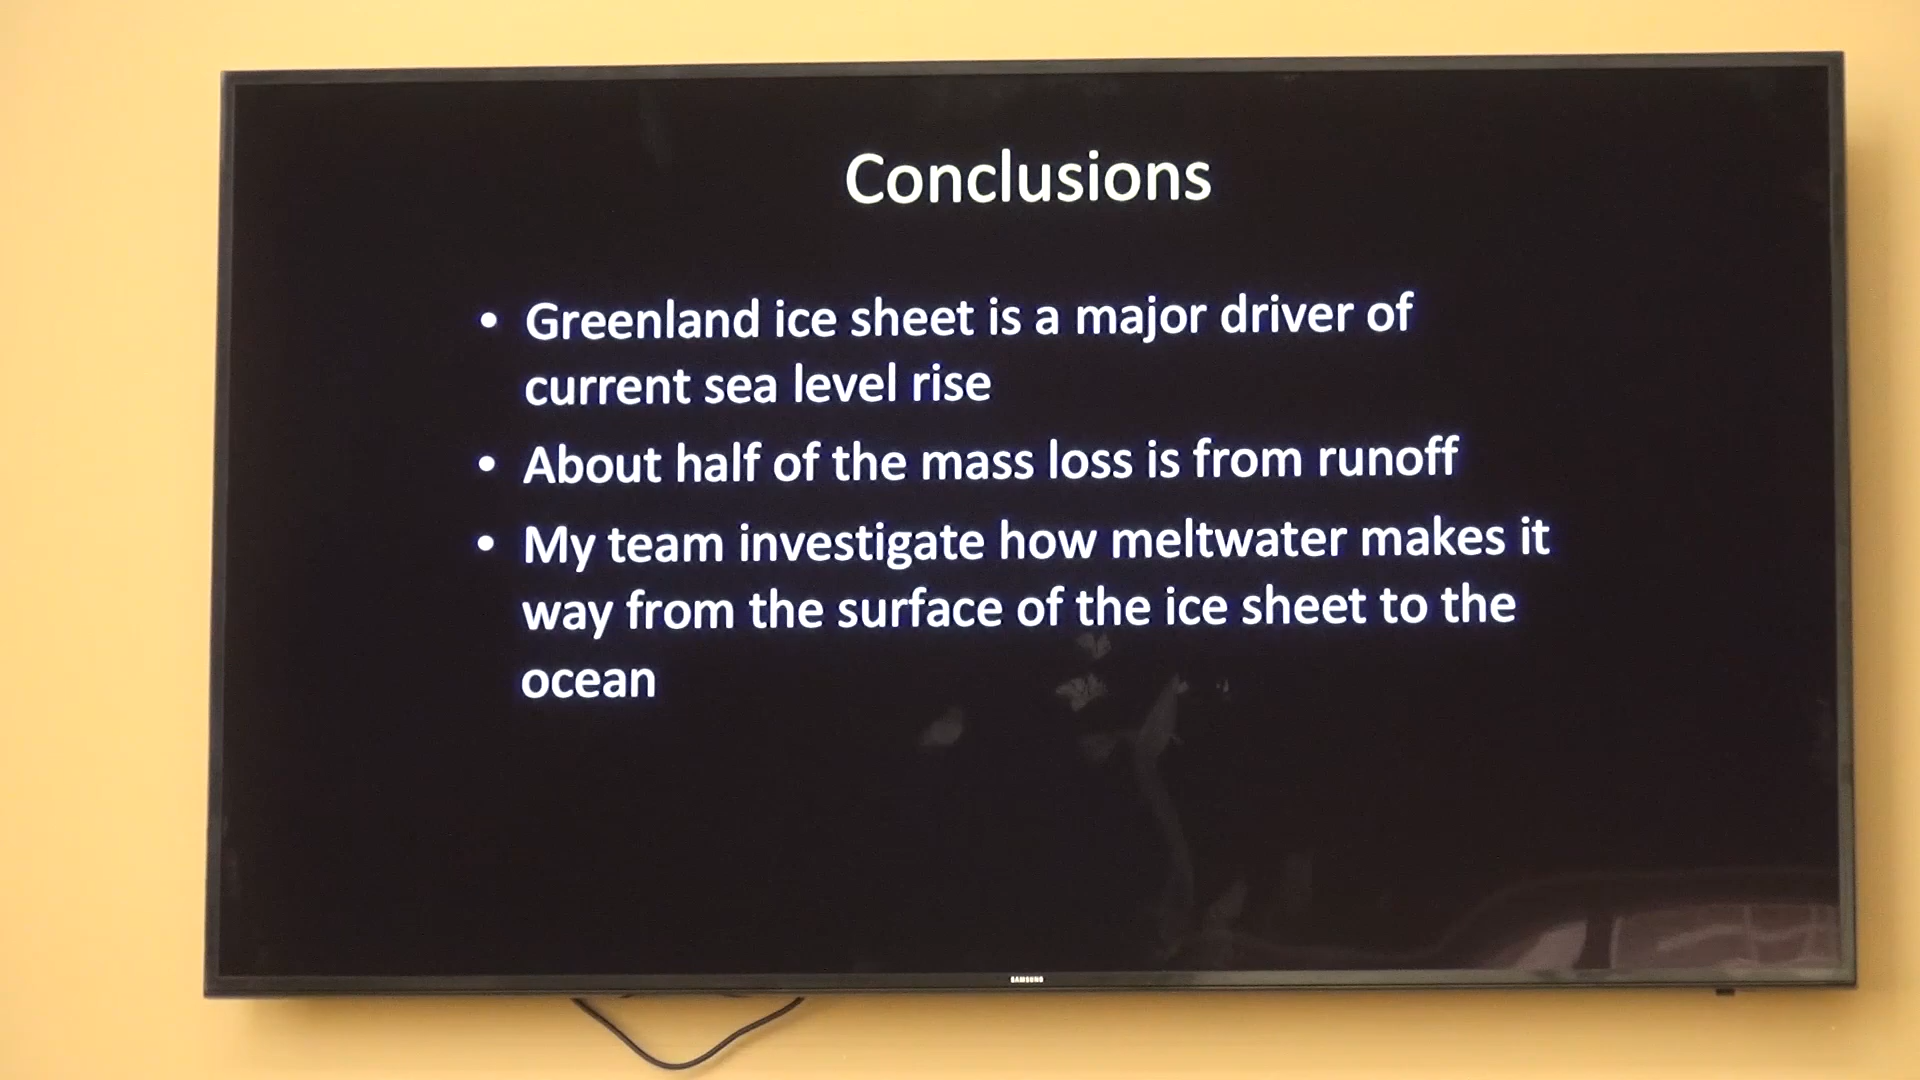 Conclusions
• Greenland ice sheet is a major driver of
current sea level rise
• About half of the mass loss is from runoff
• My team investigate how meltwater makes it
way from the surface of the ice sheet to the
ocean
SAMSUNG